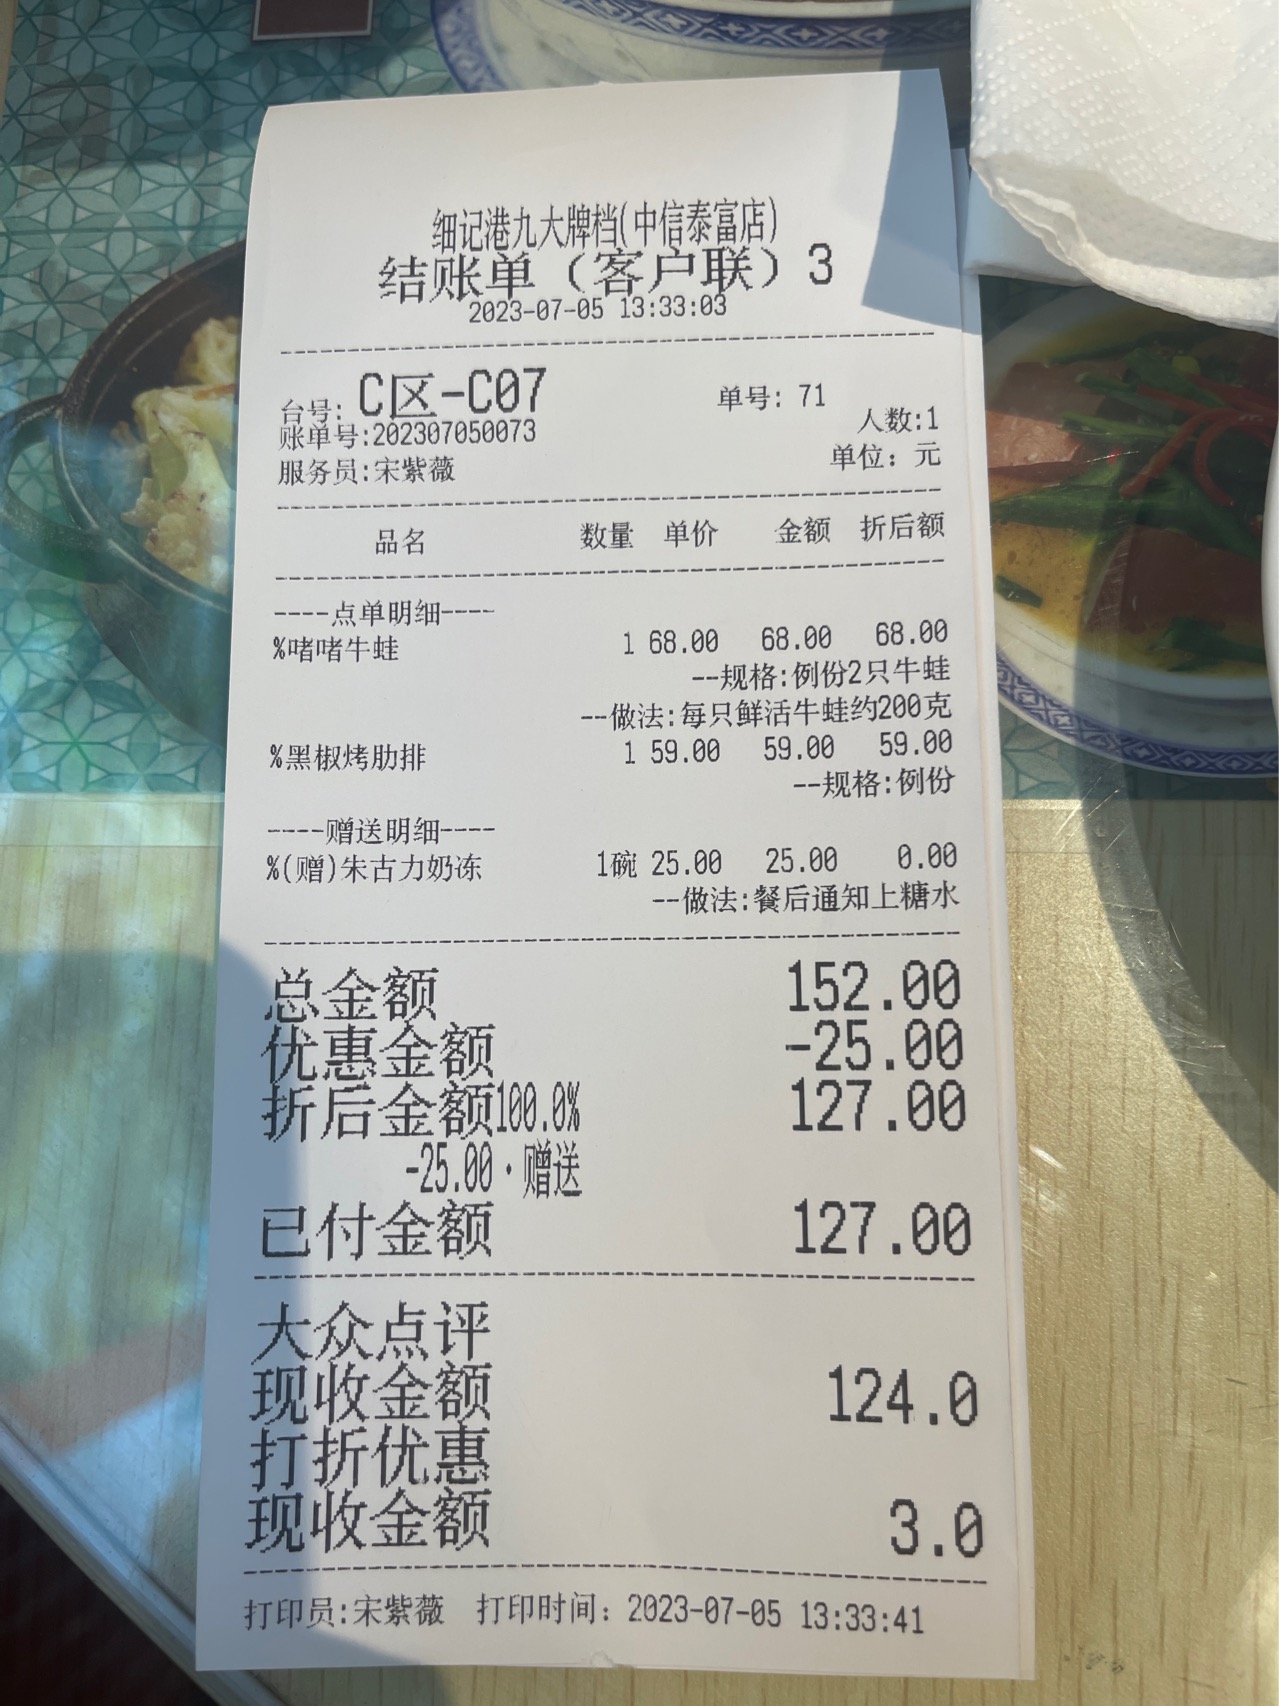 细记港九大牌档(中信泰富店)
结账单（客户联）3
2023-07-05 13:33:03
台号: C区-C07 单号: 71
账单号:202307050073 人数:1
服务员:宋紫薇 单位: 元
品名 数量 单价 金额 折后额
----点单明细----
%啫啫牛蛙 1 68.00 68.00 68.00
--规格:例份2只牛蛙
--做法:每只鲜活牛蛙约200克
%黑椒烤肋排 1 59.00 59.00 59.00
--规格:例份
----赠送明细----
%(赠)朱古力奶冻 1碗 25.00 25.00 0.00
--做法:餐后通知上糖水
总金额 152.00
优惠金额 -25.00
折后金额100.0% 127.00
-25.00·赠送
已付金额 127.00
大众点评
现收金额 124.0
打折优惠
现收金额 3.0
打印员:宋紫薇 打印时间: 2023-07-05 13:33:41